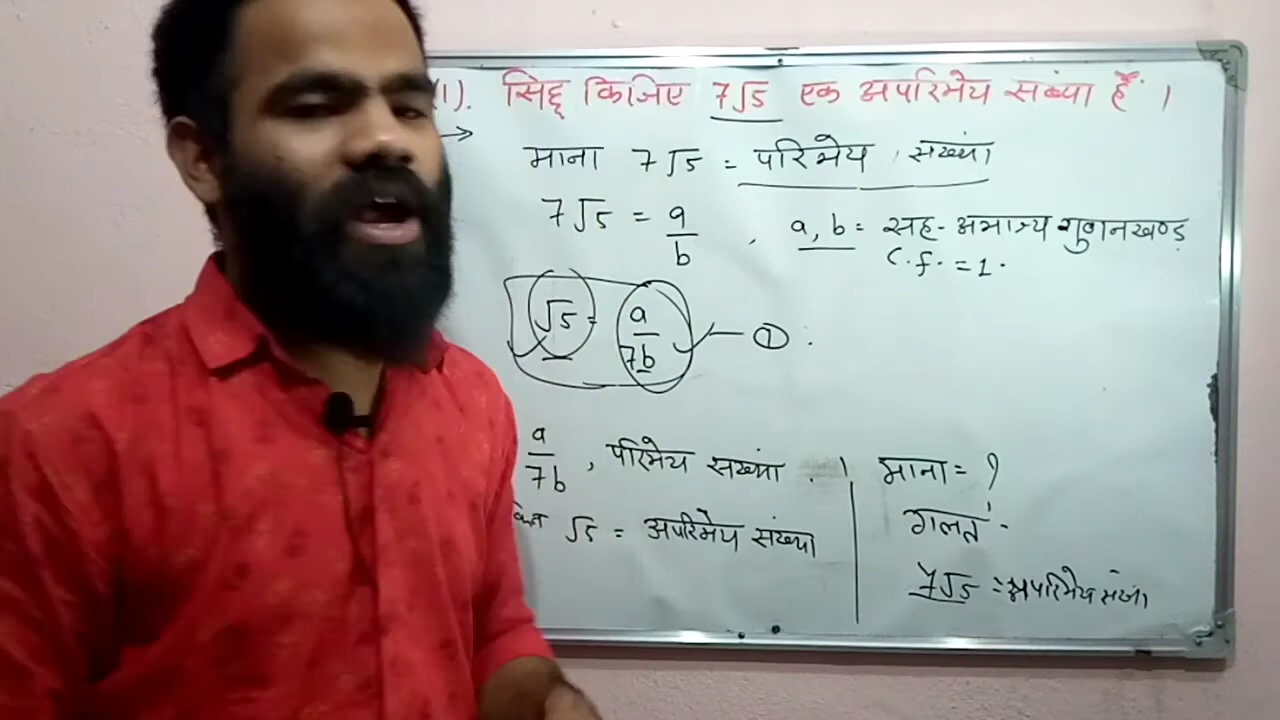 1). सिद्द किजिए 7√5 एक अपरिमेय संख्या हैं ।
→ माना 7√5 = परिमेय संख्यां
7√5 = a/b , a, b = सह-अभाज्य गुणनखण्ड
C.f. = 1.
√5 = a/7b — ①
a/7b , परिमेय संख्यां .
√5 = अपरिमेय संख्या
माना = ?
गलत
7√5 = अपरिमेय